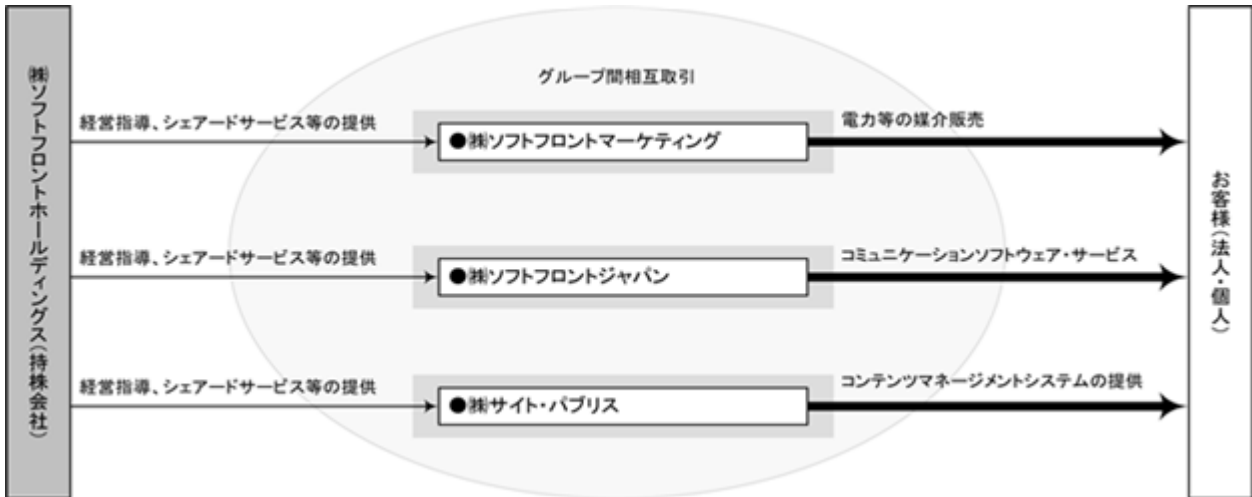 ㈱ソフトフロントホールディングス(持株会社)
グループ間相互取引
経営指導、シェアードサービス等の提供
●㈱ソフトフロントマーケティング
電力等の媒介販売
経営指導、シェアードサービス等の提供
●㈱ソフトフロントジャパン
コミュニケーションソフトウェア・サービス
経営指導、シェアードサービス等の提供
●㈱サイト・パブリス
コンテンツマネージメントシステムの提供
お客様(法人・個人)